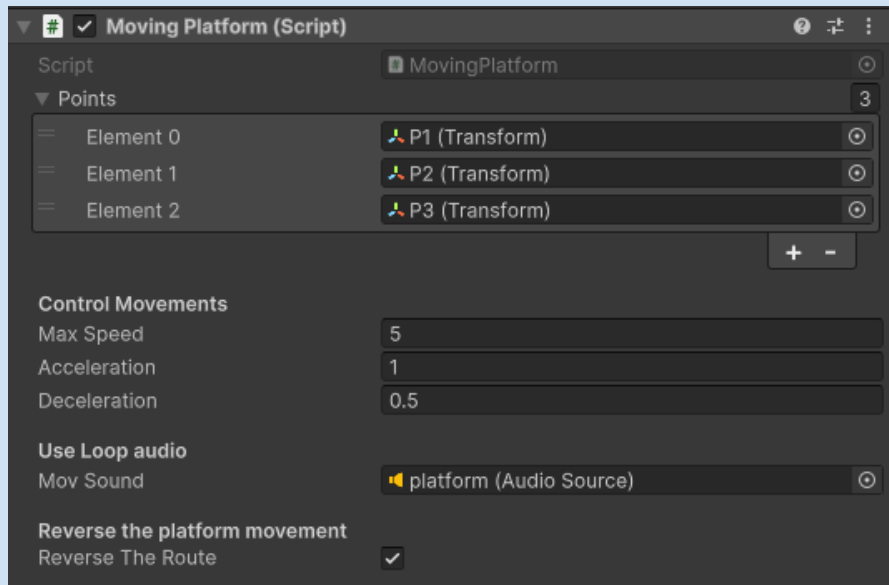 Moving Platform (Script)
Script MovingPlatform
Points 3
Element 0 P1 (Transform)
Element 1 P2 (Transform)
Element 2 P3 (Transform)
+ -
Control Movements
Max Speed 5
Acceleration 1
Deceleration 0.5
Use Loop audio
Mov Sound platform (Audio Source)
Reverse the platform movement
Reverse The Route